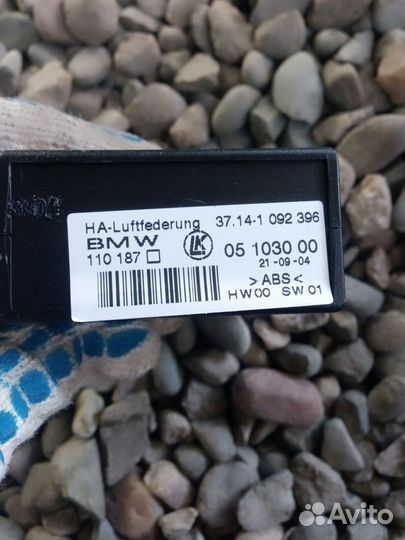 HA-Luftfederung 37.14-1 092 396
BMW LK 05 1030 00
110 187 21-09-04
>ABS<
HW00 SW01
Avito